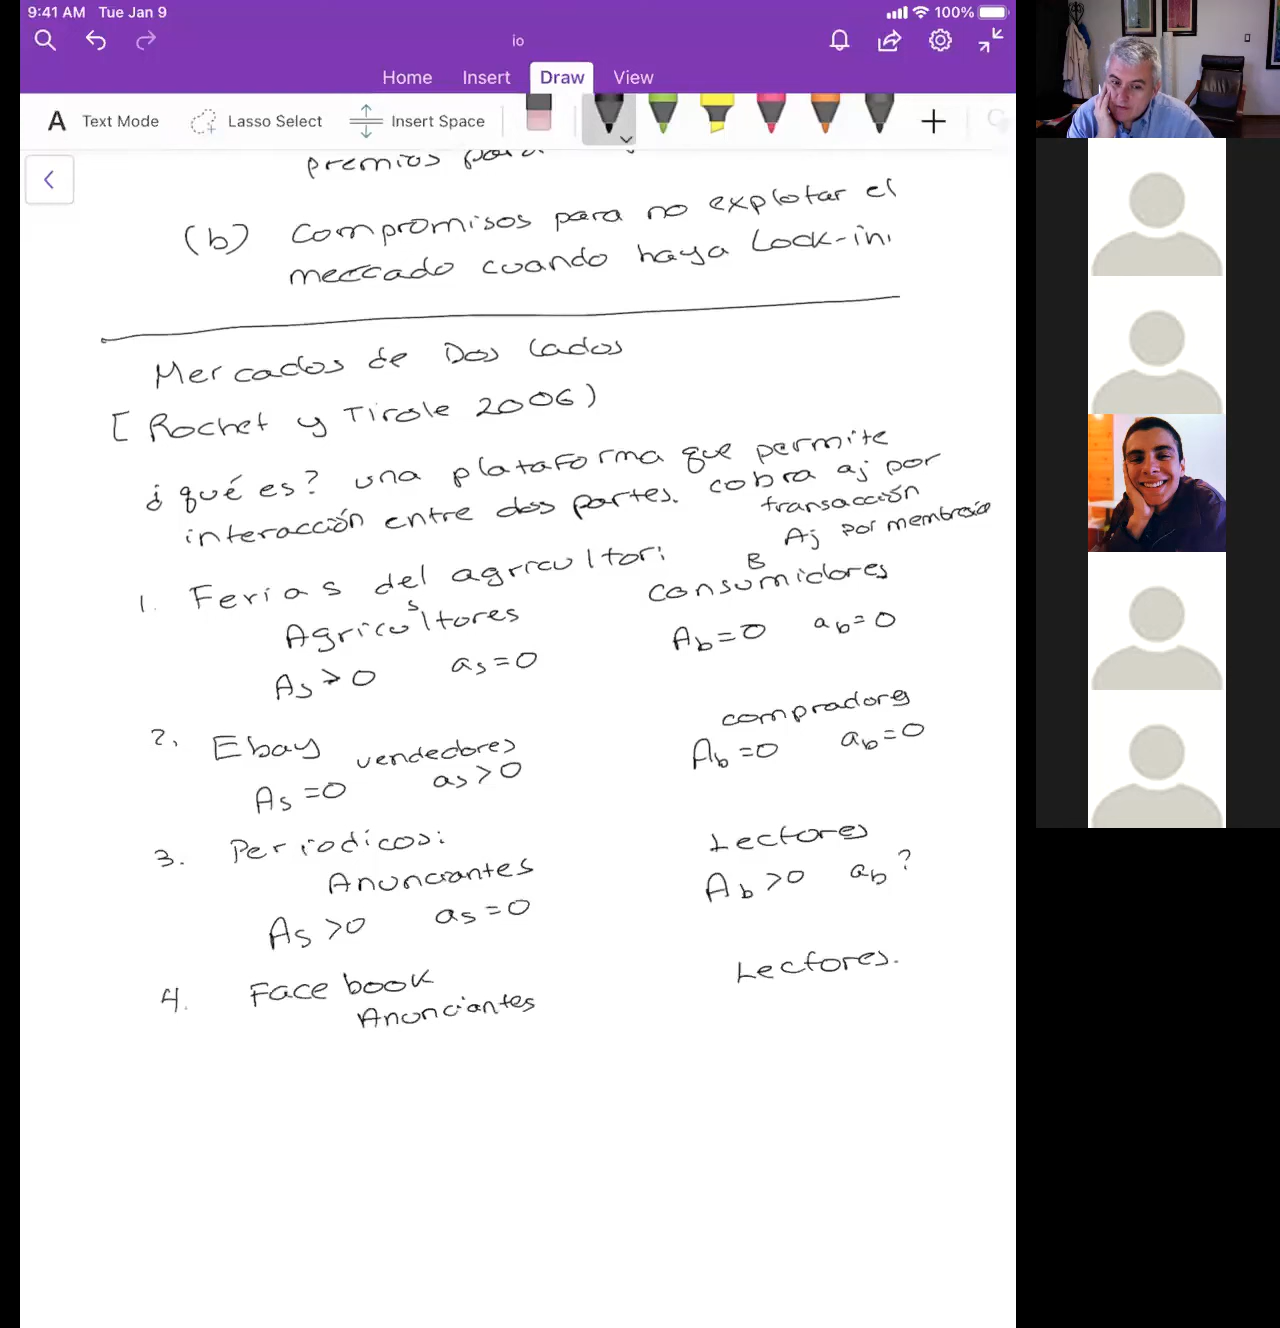 9:41 AM Tue Jan 9
100%
io
Home Insert Draw View
A Text Mode Lasso Select Insert Space
premios para
(b) Compromisos para no explotar el
mercado cuando haya Lock-in.
Mercados de Dos Lados
[Rochet y Tirole 2006)
¿qué es? una plataforma que permite
interacción entre dos partes. cobra aj por
transacción
Aj por membresía
1. Ferias del agricultor:
s
Agricultores
B
consumidores
As > 0 as = 0
Ab = 0 ab = 0
2. Ebay vendedores
compradores
As = 0 as > 0
Ab = 0 ab = 0
3. Periódicos:
Anunciantes
Lectores
As > 0 as = 0
Ab > 0 ab ?
4. Facebook
Anunciantes
Lectores.